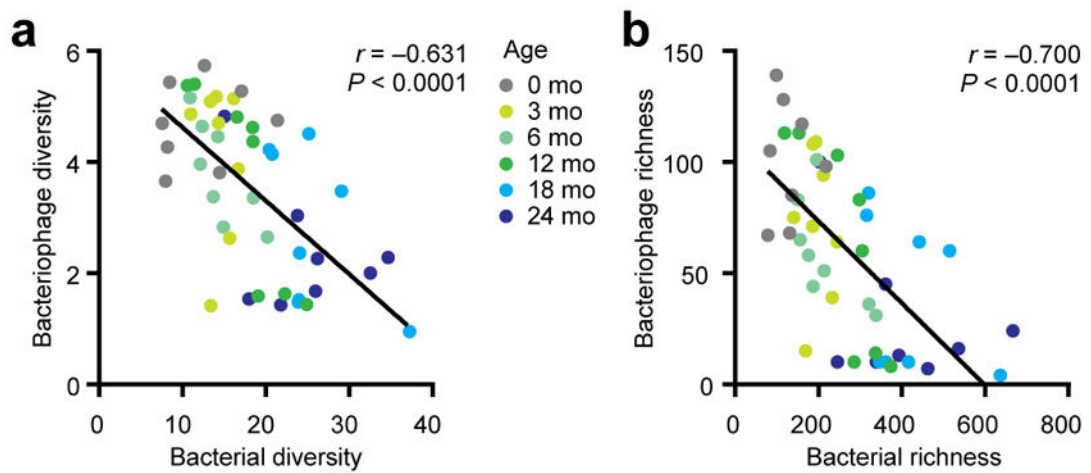 a
r = –0.631
P < 0.0001
Bacteriophage diversity
6
4
2
0
0 10 20 30 40
Bacterial diversity
Age
0 mo
3 mo
6 mo
12 mo
18 mo
24 mo
b
r = –0.700
P < 0.0001
Bacteriophage richness
150
100
50
0
0 200 400 600 800
Bacterial richness